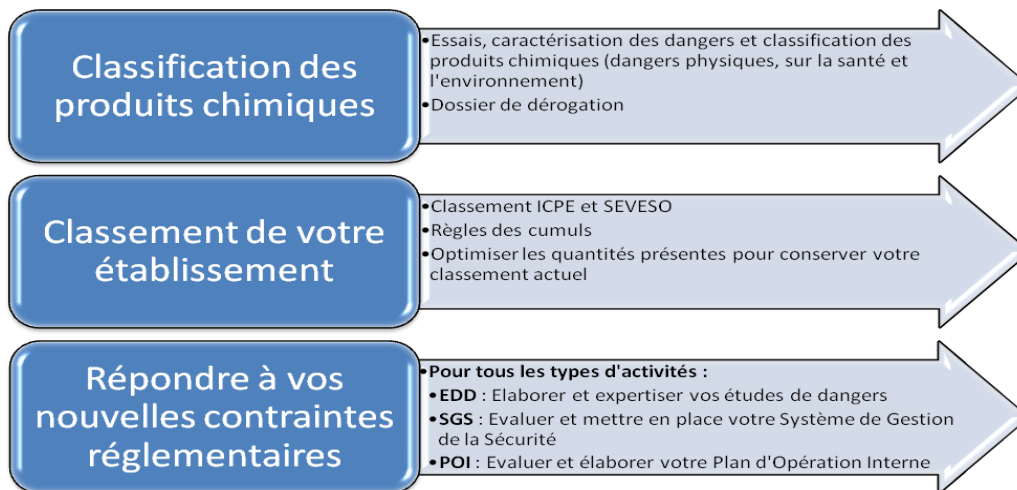 Classification des
produits chimiques
•Essais, caractérisation des dangers et classification des
produits chimiques (dangers physiques, sur la santé et
l'environnement)
•Dossier de dérogation
Classement de votre
établissement
•Classement ICPE et SEVESO
•Règles des cumuls
•Optimiser les quantités présentes pour conserver votre
classement actuel
Répondre à vos
nouvelles contraintes
réglementaires
•Pour tous les types d'activités :
•EDD : Elaborer et expertiser vos études de dangers
•SGS : Evaluer et mettre en place votre Système de Gestion
de la Sécurité
•POI : Evaluer et élaborer votre Plan d'Opération Interne